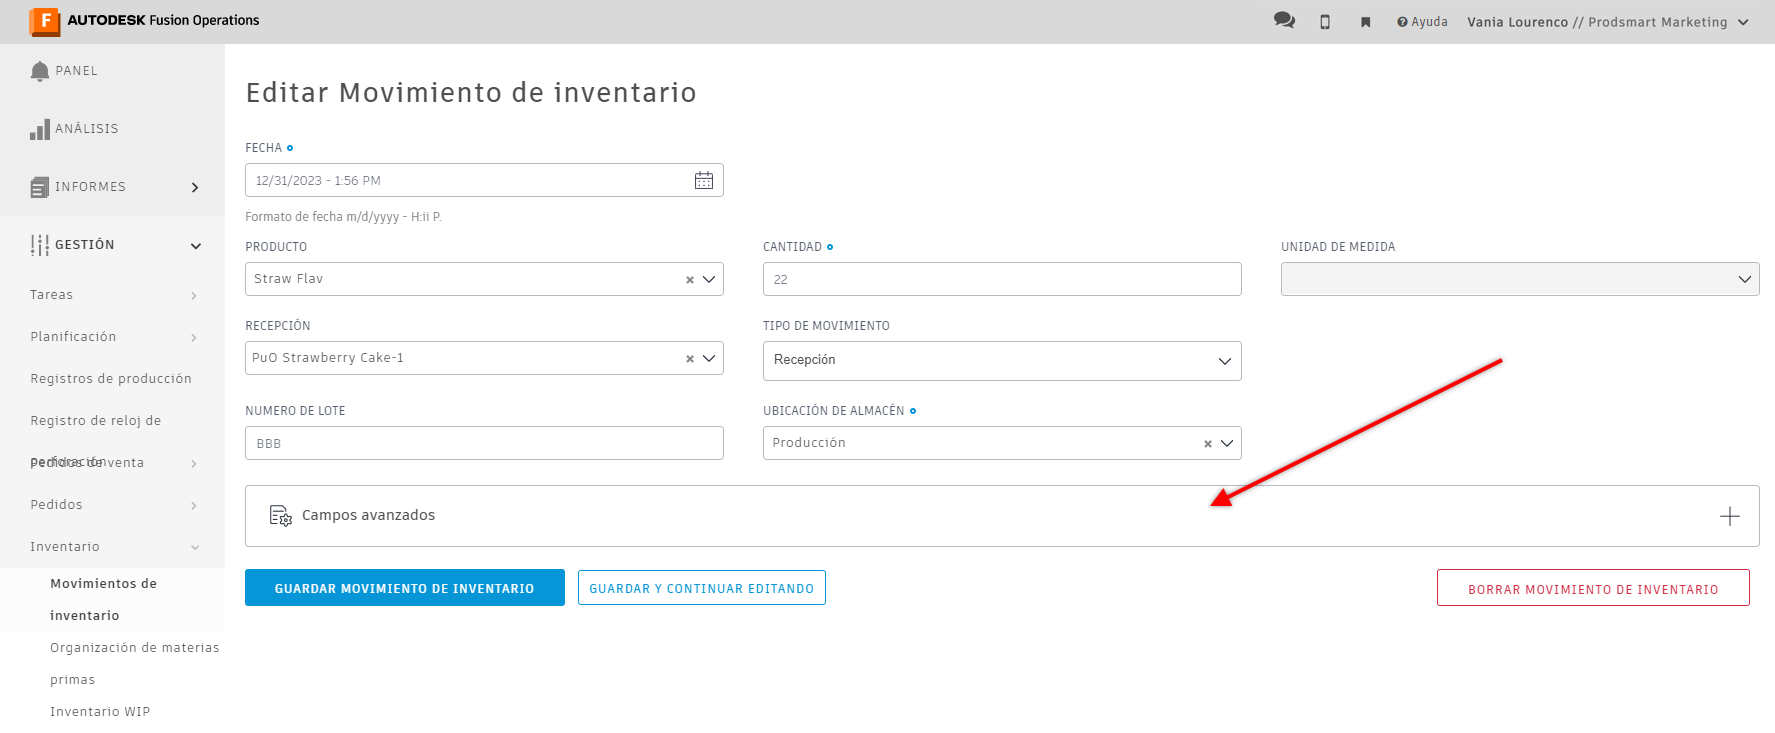 AUTODESK Fusion Operations
Ayuda
Vania Lourenco // Prodsmart Marketing
PANEL
ANÁLISIS
INFORMES
GESTIÓN
Tareas
Planificación
Registros de producción
Registro de reloj de
perforación
Pedidos de venta
Pedidos
Inventario
Movimientos de
inventario
Organización de materias
primas
Inventario WIP
Editar Movimiento de inventario
FECHA
12/31/2023 - 1:56 PM
Formato de fecha m/d/yyyy - H:ii P.
PRODUCTO
Straw Flav
CANTIDAD
22
UNIDAD DE MEDIDA
RECEPCIÓN
PuO Strawberry Cake-1
TIPO DE MOVIMIENTO
Recepción
NUMERO DE LOTE
BBB
UBICACIÓN DE ALMACÉN
Producción
Campos avanzados
GUARDAR MOVIMIENTO DE INVENTARIO
GUARDAR Y CONTINUAR EDITANDO
BORRAR MOVIMIENTO DE INVENTARIO